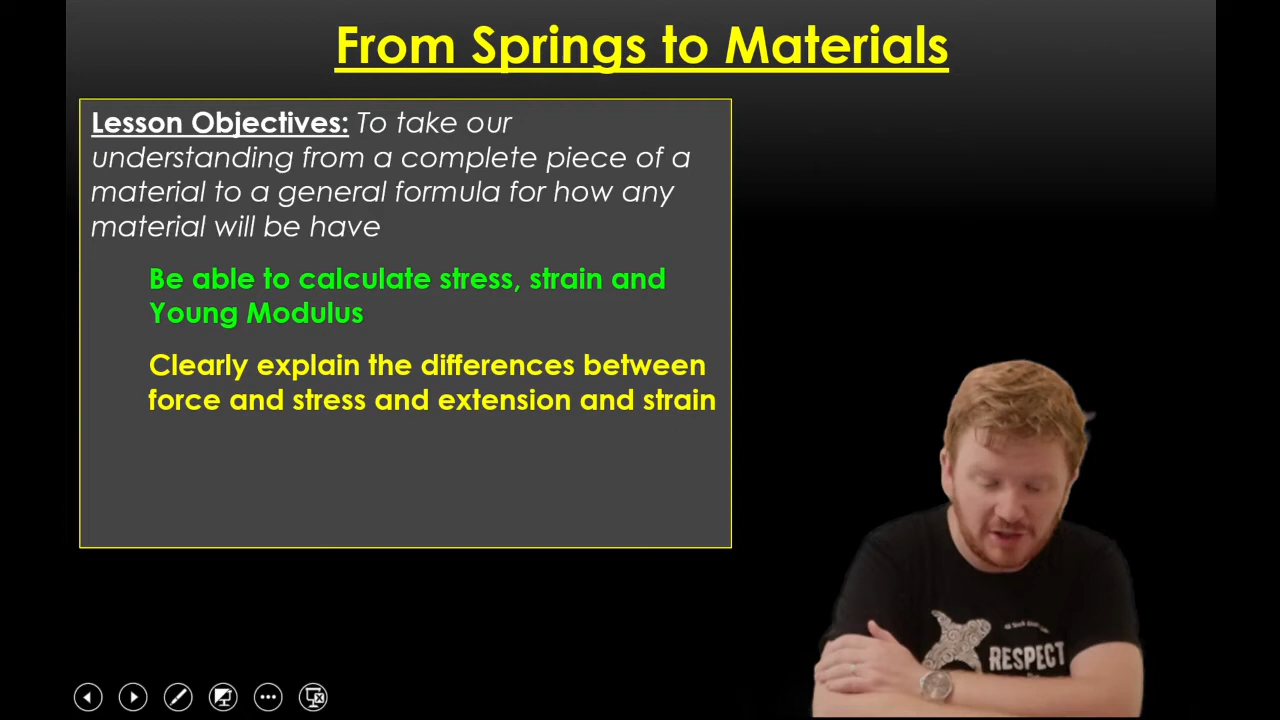 From Springs to Materials
Lesson Objectives: To take our
understanding from a complete piece of a
material to a general formula for how any
material will be have
Be able to calculate stress, strain and
Young Modulus
Clearly explain the differences between
force and stress and extension and strain
RESPECT